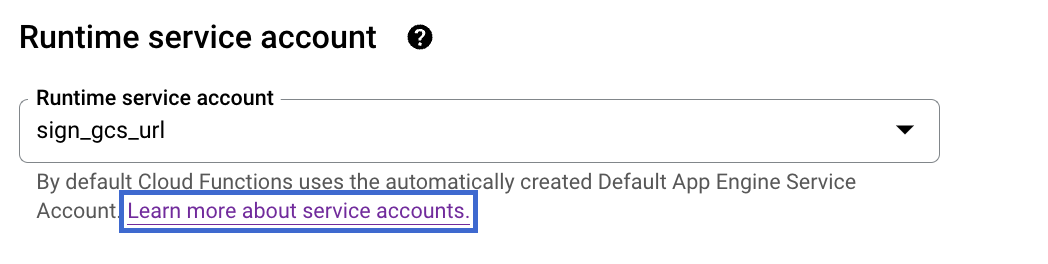 Runtime service account
Runtime service account
sign_gcs_url
By default Cloud Functions uses the automatically created Default App Engine Service
Account. Learn more about service accounts.